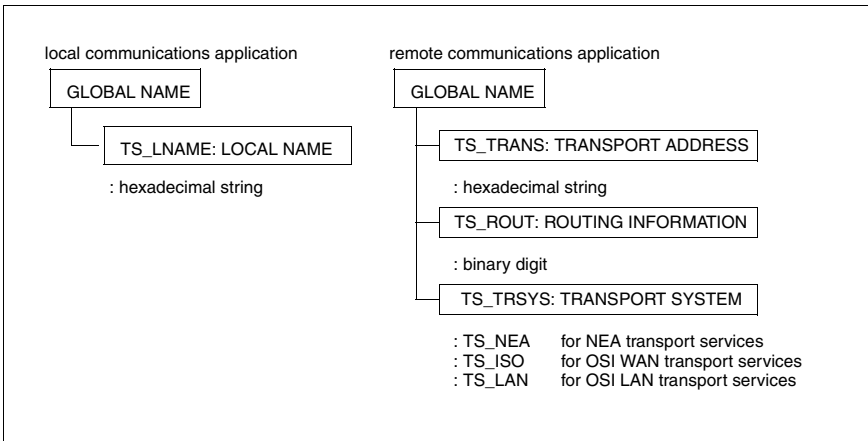 local communications application
GLOBAL NAME
TS_LNAME: LOCAL NAME
: hexadecimal string
remote communications application
GLOBAL NAME
TS_TRANS: TRANSPORT ADDRESS
: hexadecimal string
TS_ROUT: ROUTING INFORMATION
: binary digit
TS_TRSYS: TRANSPORT SYSTEM
: TS_NEA for NEA transport services
: TS_ISO for OSI WAN transport services
: TS_LAN for OSI LAN transport services